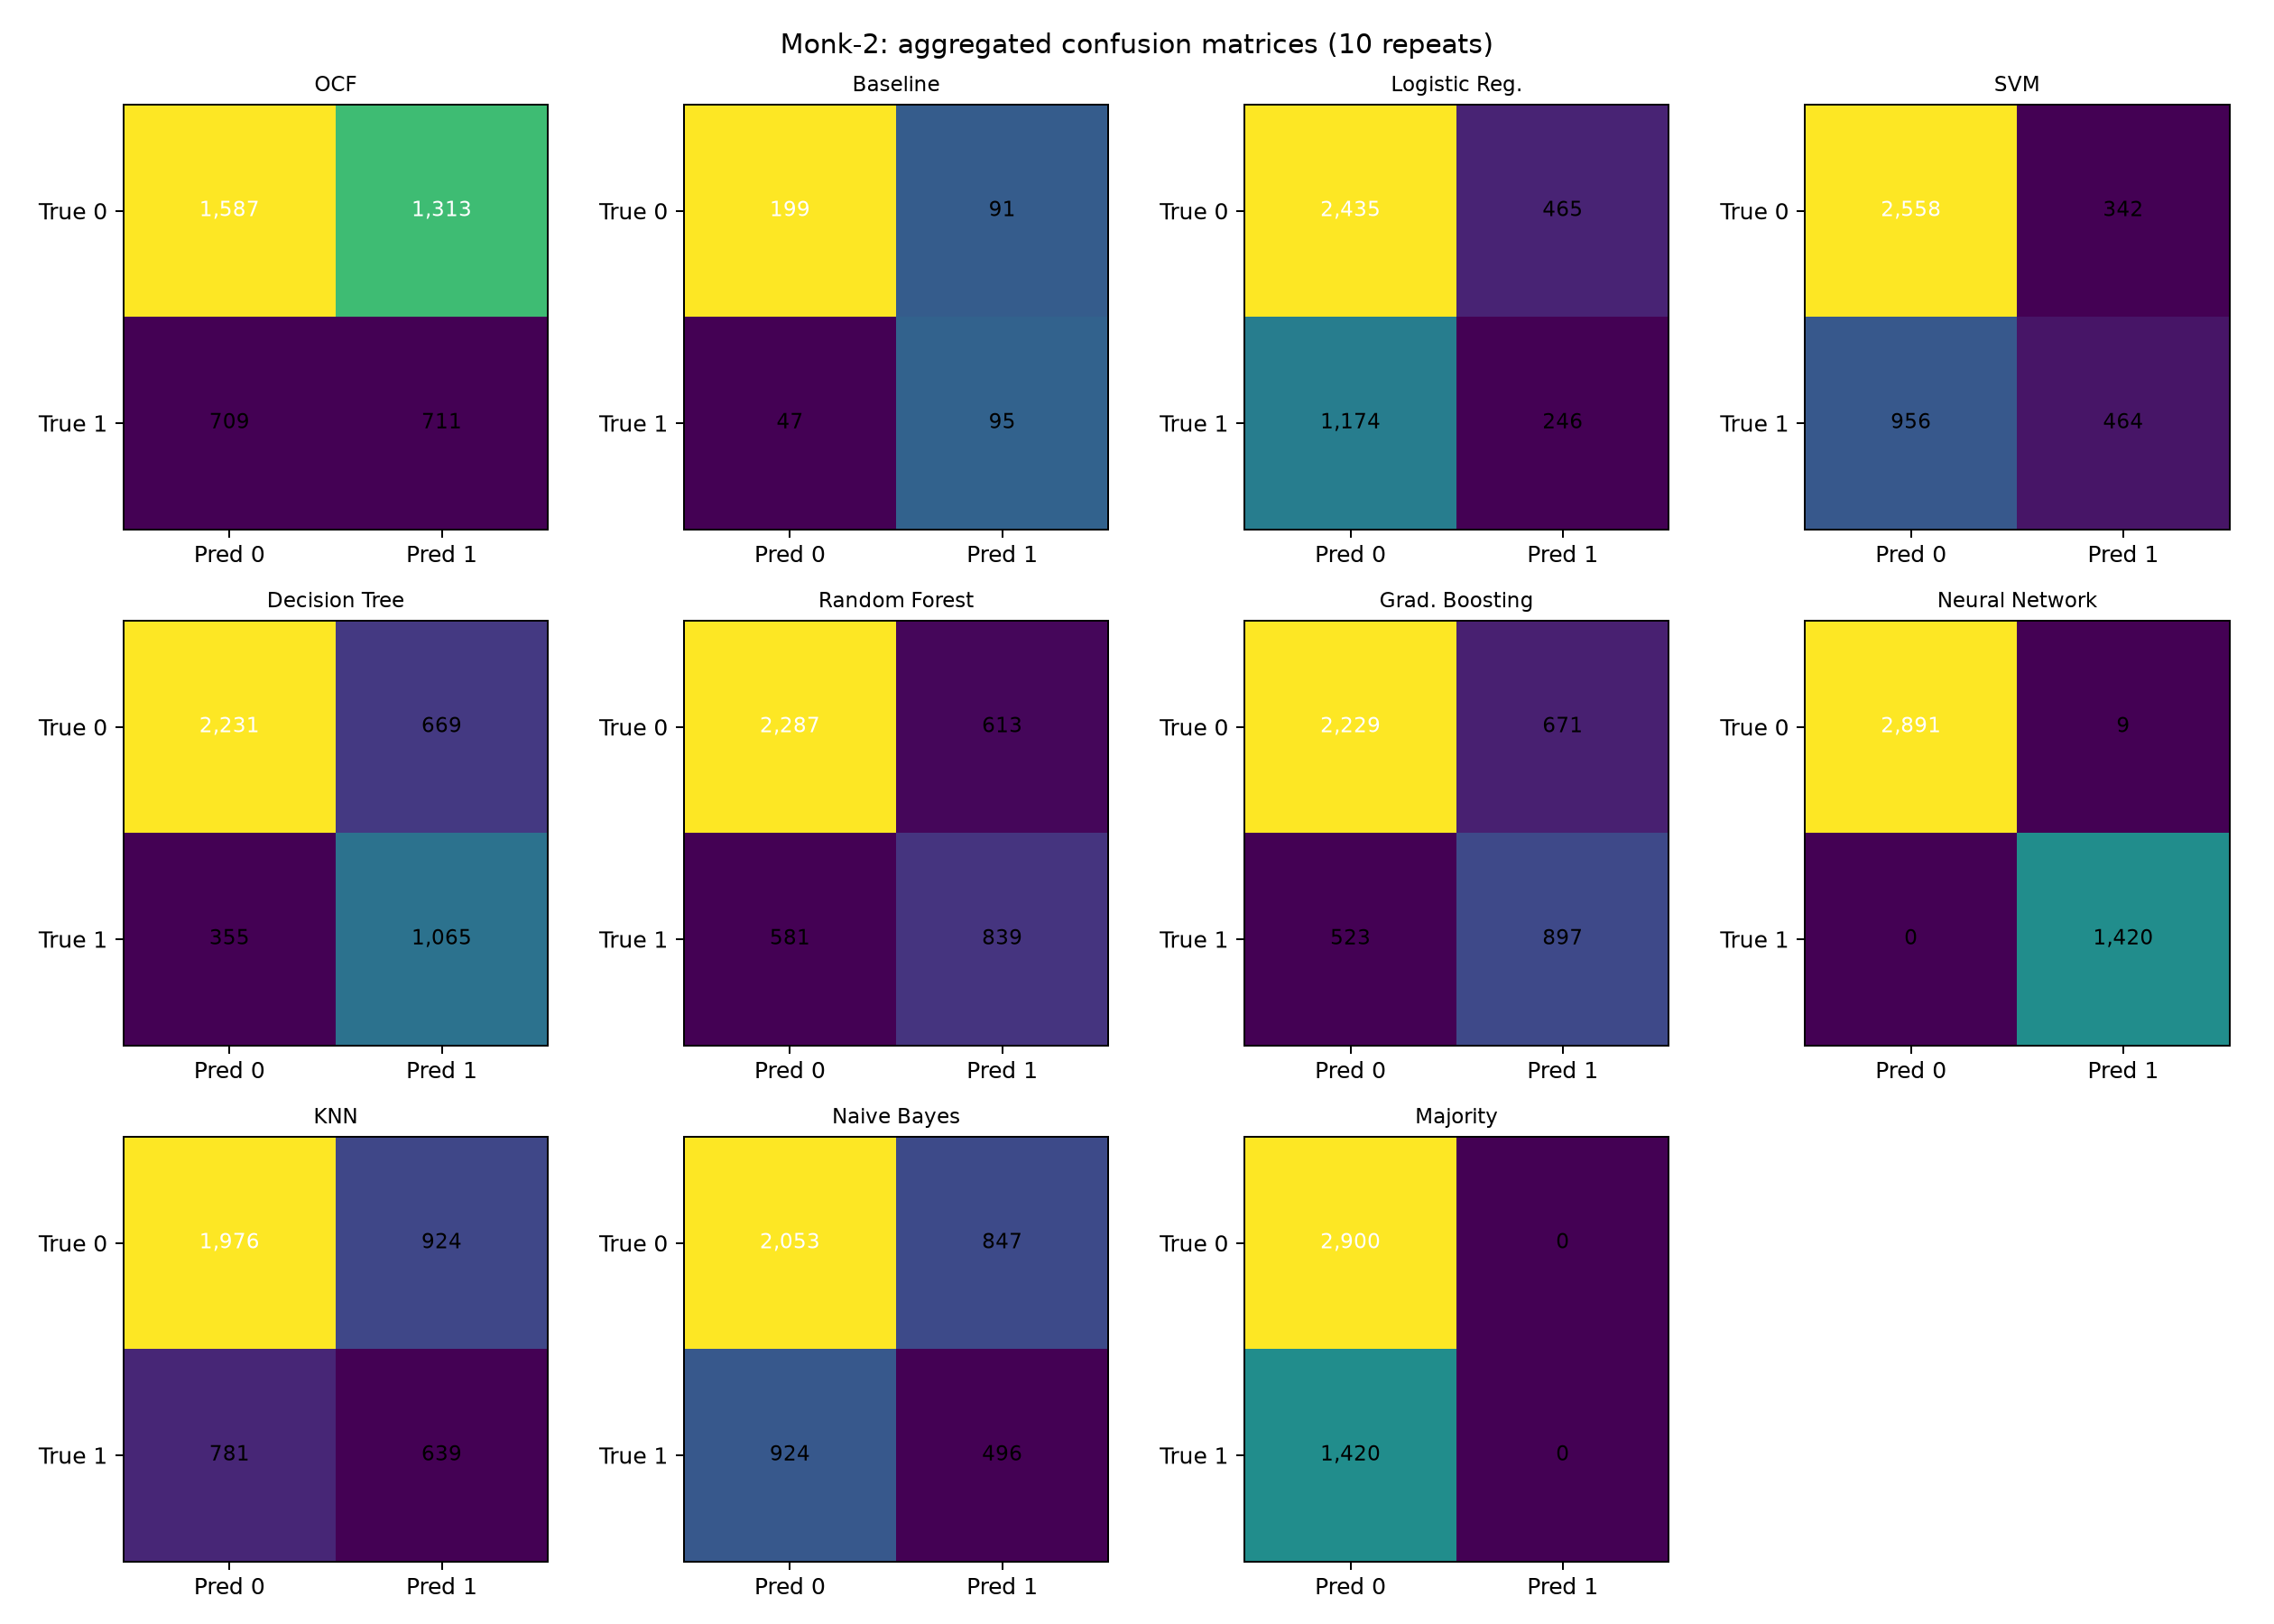 Monk-2: aggregated confusion matrices (10 repeats)
OCF
True 0
1,587
1,313
True 1
709
711
Pred 0
Pred 1
Baseline
True 0
199
91
True 1
47
95
Pred 0
Pred 1
Logistic Reg.
True 0
2,435
465
True 1
1,174
246
Pred 0
Pred 1
SVM
True 0
2,558
342
True 1
956
464
Pred 0
Pred 1
Decision Tree
True 0
2,231
669
True 1
355
1,065
Pred 0
Pred 1
Random Forest
True 0
2,287
613
True 1
581
839
Pred 0
Pred 1
Grad. Boosting
True 0
2,229
671
True 1
523
897
Pred 0
Pred 1
Neural Network
True 0
2,891
9
True 1
0
1,420
Pred 0
Pred 1
KNN
True 0
1,976
924
True 1
781
639
Pred 0
Pred 1
Naive Bayes
True 0
2,053
847
True 1
924
496
Pred 0
Pred 1
Majority
True 0
2,900
0
True 1
1,420
0
Pred 0
Pred 1